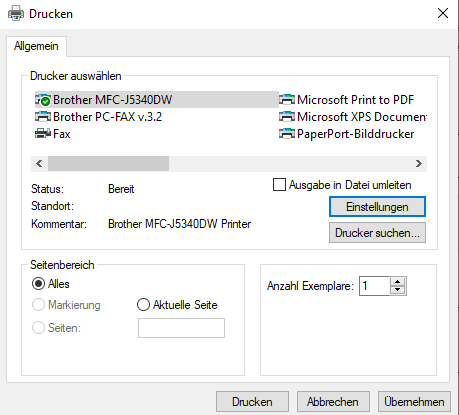 Drucken
Allgemein
Drucker auswählen
Brother MFC-J5340DW
Microsoft Print to PDF
Brother PC-FAX v.3.2
Microsoft XPS Document
Fax
PaperPort-Bilddrucker
Status: Bereit
Ausgabe in Datei umleiten
Standort:
Einstellungen
Kommentar: Brother MFC-J5340DW Printer
Drucker suchen...
Seitenbereich
Alles
Anzahl Exemplare: 1
Markierung
Aktuelle Seite
Seiten:
Drucken Abbrechen Übernehmen